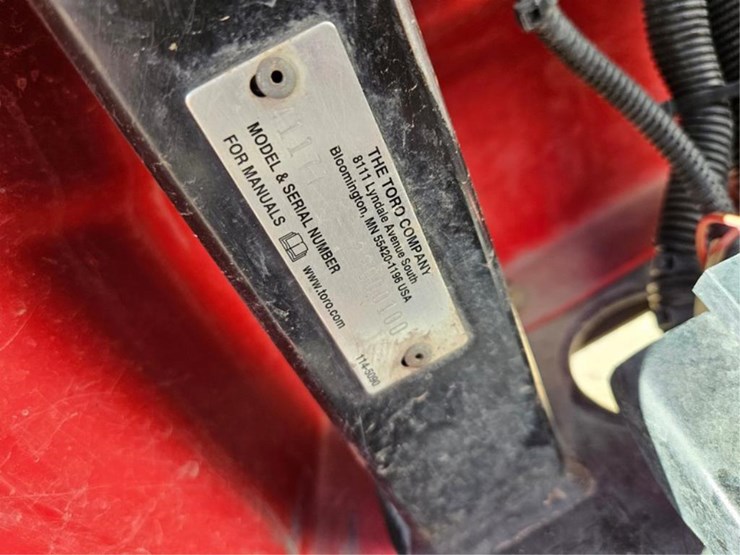 THE TORO COMPANY
8111 Lyndale Avenue South
Bloomington, MN 55420-1196 USA
MODEL & SERIAL NUMBER
FOR MANUALS www.toro.com
114-5090